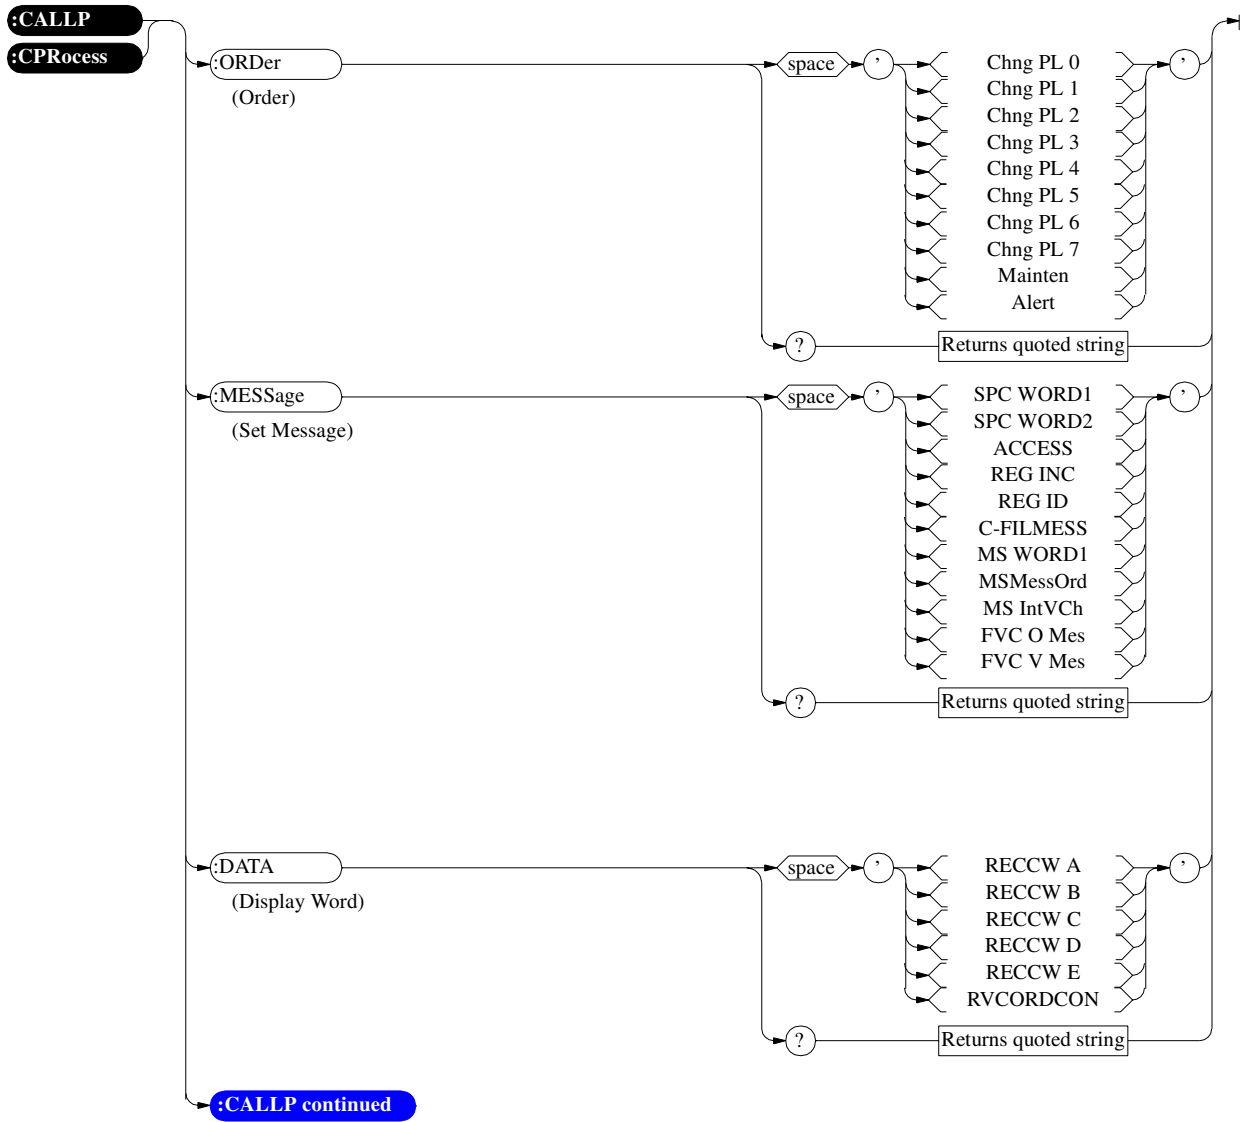 :CALLP
:CPRocess
:ORDer
(Order)
space
’
Chng PL 0
Chng PL 1
Chng PL 2
Chng PL 3
Chng PL 4
Chng PL 5
Chng PL 6
Chng PL 7
Mainten
Alert
’
?
Returns quoted string
:MESSage
(Set Message)
space
’
SPC WORD1
SPC WORD2
ACCESS
REG INC
REG ID
C-FILMESS
MS WORD1
MSMessOrd
MS IntVCh
FVC O Mes
FVC V Mes
’
?
Returns quoted string
:DATA
(Display Word)
space
’
RECCW A
RECCW B
RECCW C
RECCW D
RECCW E
RVCORDCON
’
?
Returns quoted string
:CALLP continued